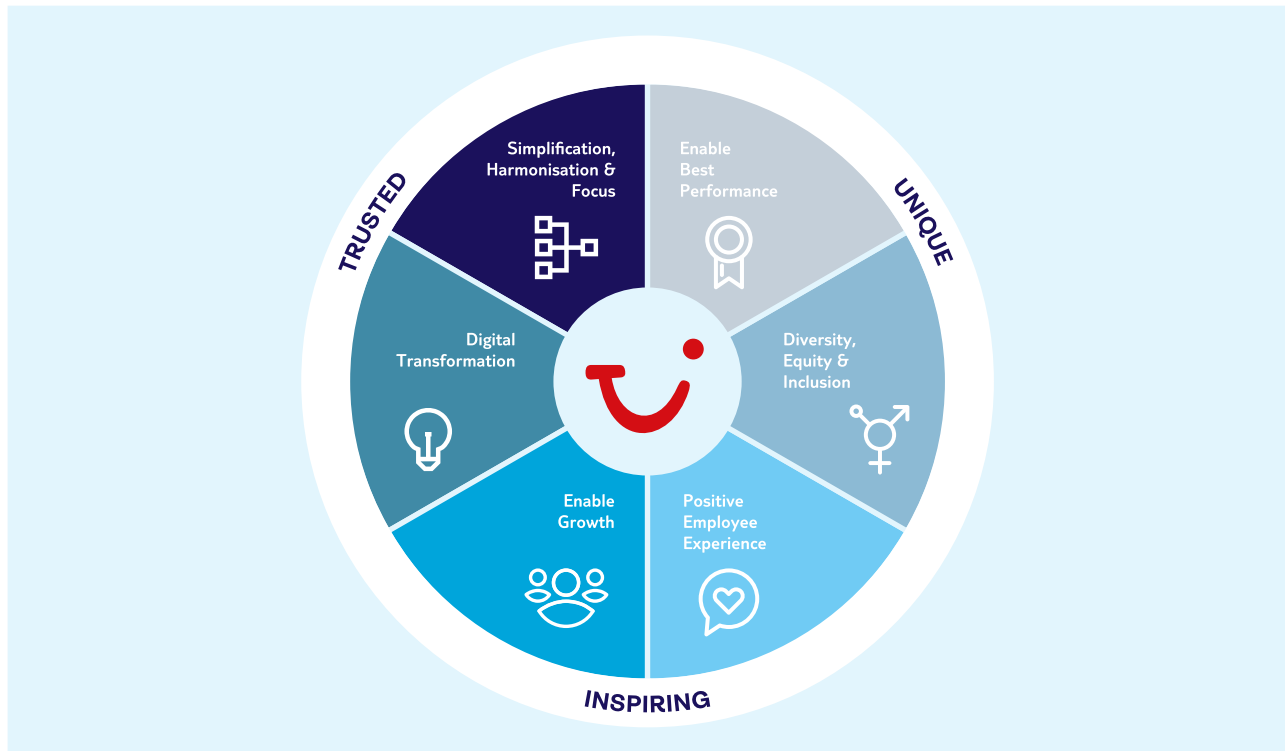 TRUSTED
UNIQUE
INSPIRING
Simplification,
Harmonisation &
Focus
Enable
Best
Performance
Digital
Transformation
Diversity,
Equity &
Inclusion
Enable
Growth
Positive
Employee
Experience